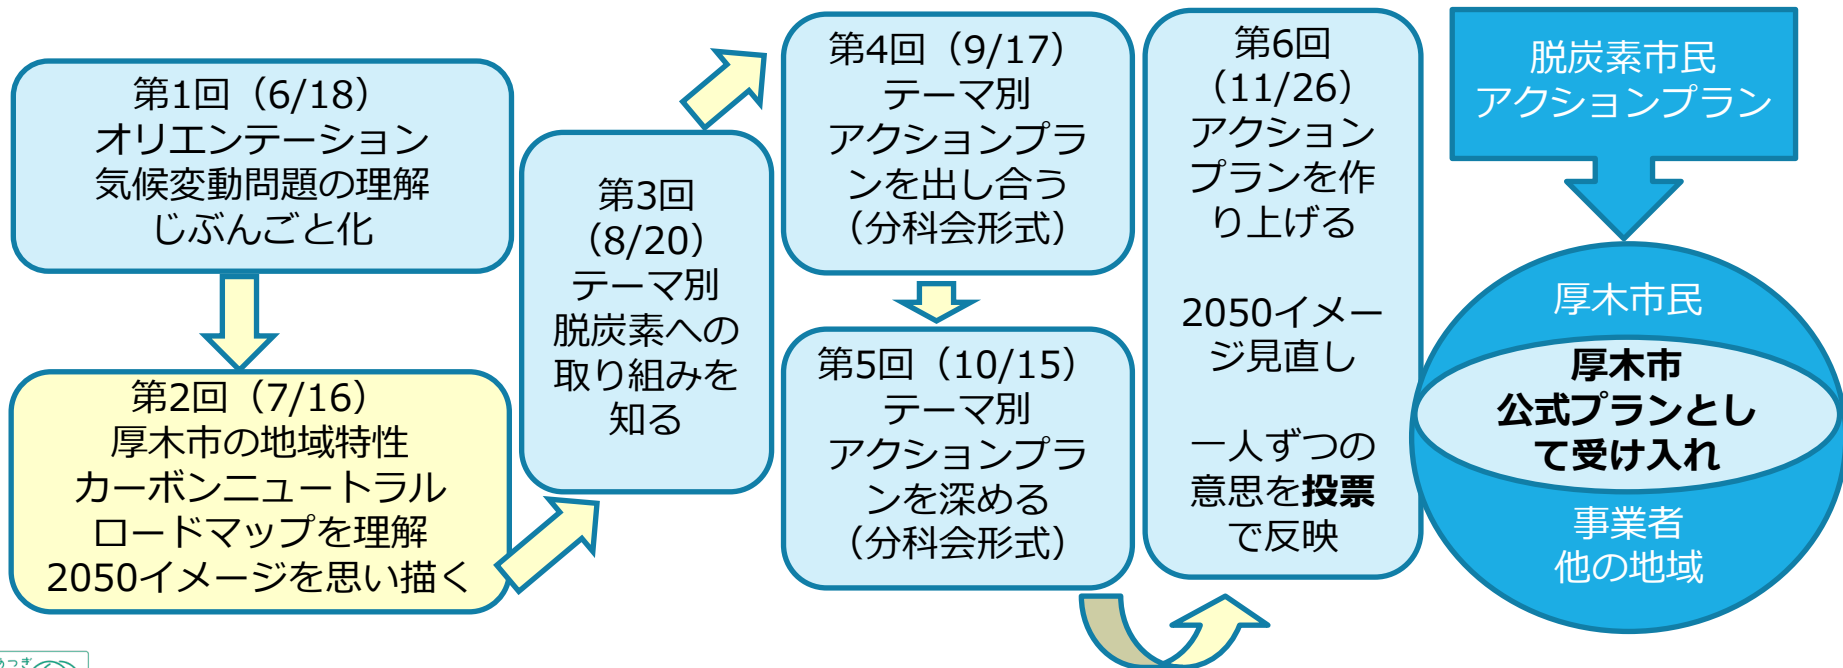 第1回（6/18）
オリエンテーション
気候変動問題の理解
じぶんごと化
第2回（7/16）
厚木市の地域特性
カーボンニュートラル
ロードマップを理解
2050イメージを思い描く
第3回
（8/20）
テーマ別
脱炭素への
取り組みを
知る
第4回（9/17）
テーマ別
アクションプラ
ンを出し合う
（分科会形式）
第5回（10/15）
テーマ別
アクションプラ
ンを深める
（分科会形式）
第6回
（11/26）
アクション
プランを作
り上げる
2050イメー
ジ見直し
一人ずつの
意思を投票
で反映
脱炭素市民
アクションプラン
厚木市民
厚木市
公式プランとし
て受け入れ
事業者
他の地域
あつぎ